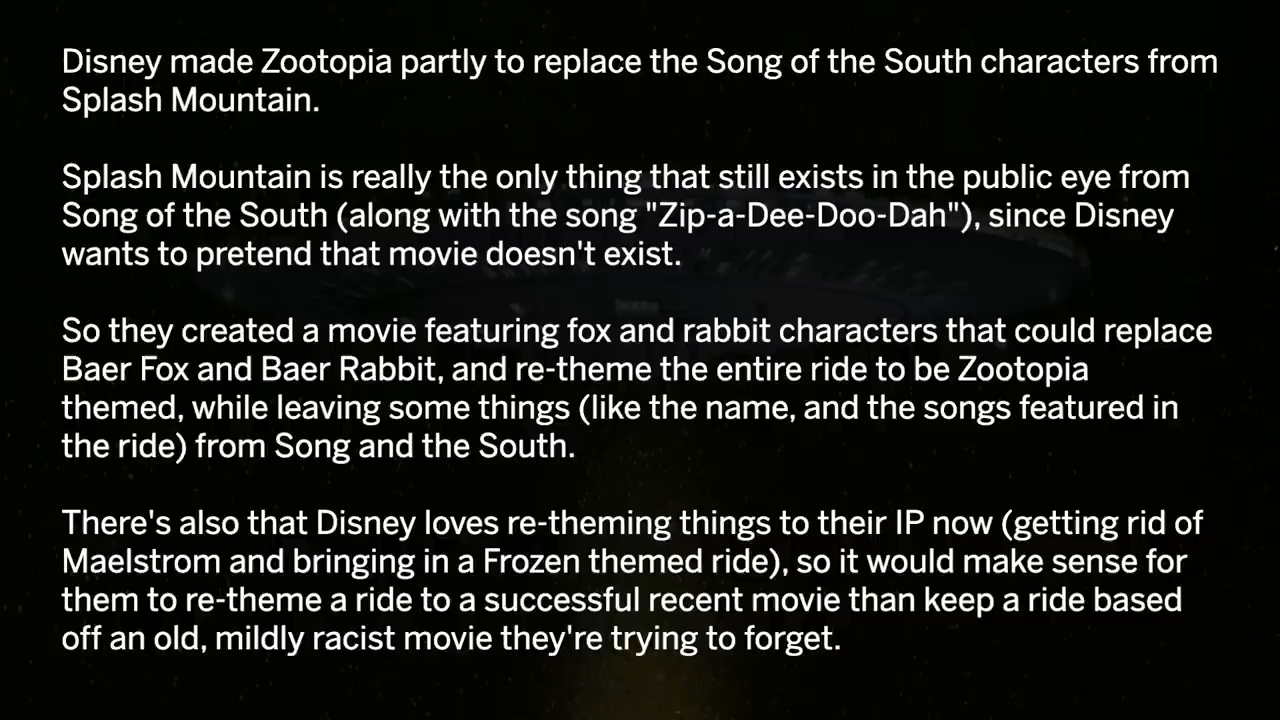 Disney made Zootopia partly to replace the Song of the South characters from
Splash Mountain.
Splash Mountain is really the only thing that still exists in the public eye from
Song of the South (along with the song "Zip-a-Dee-Doo-Dah"), since Disney
wants to pretend that movie doesn't exist.
So they created a movie featuring fox and rabbit characters that could replace
Baer Fox and Baer Rabbit, and re-theme the entire ride to be Zootopia
themed, while leaving some things (like the name, and the songs featured in
the ride) from Song and the South.
There's also that Disney loves re-theming things to their IP now (getting rid of
Maelstrom and bringing in a Frozen themed ride), so it would make sense for
them to re-theme a ride to a successful recent movie than keep a ride based
off an old, mildly racist movie they're trying to forget.